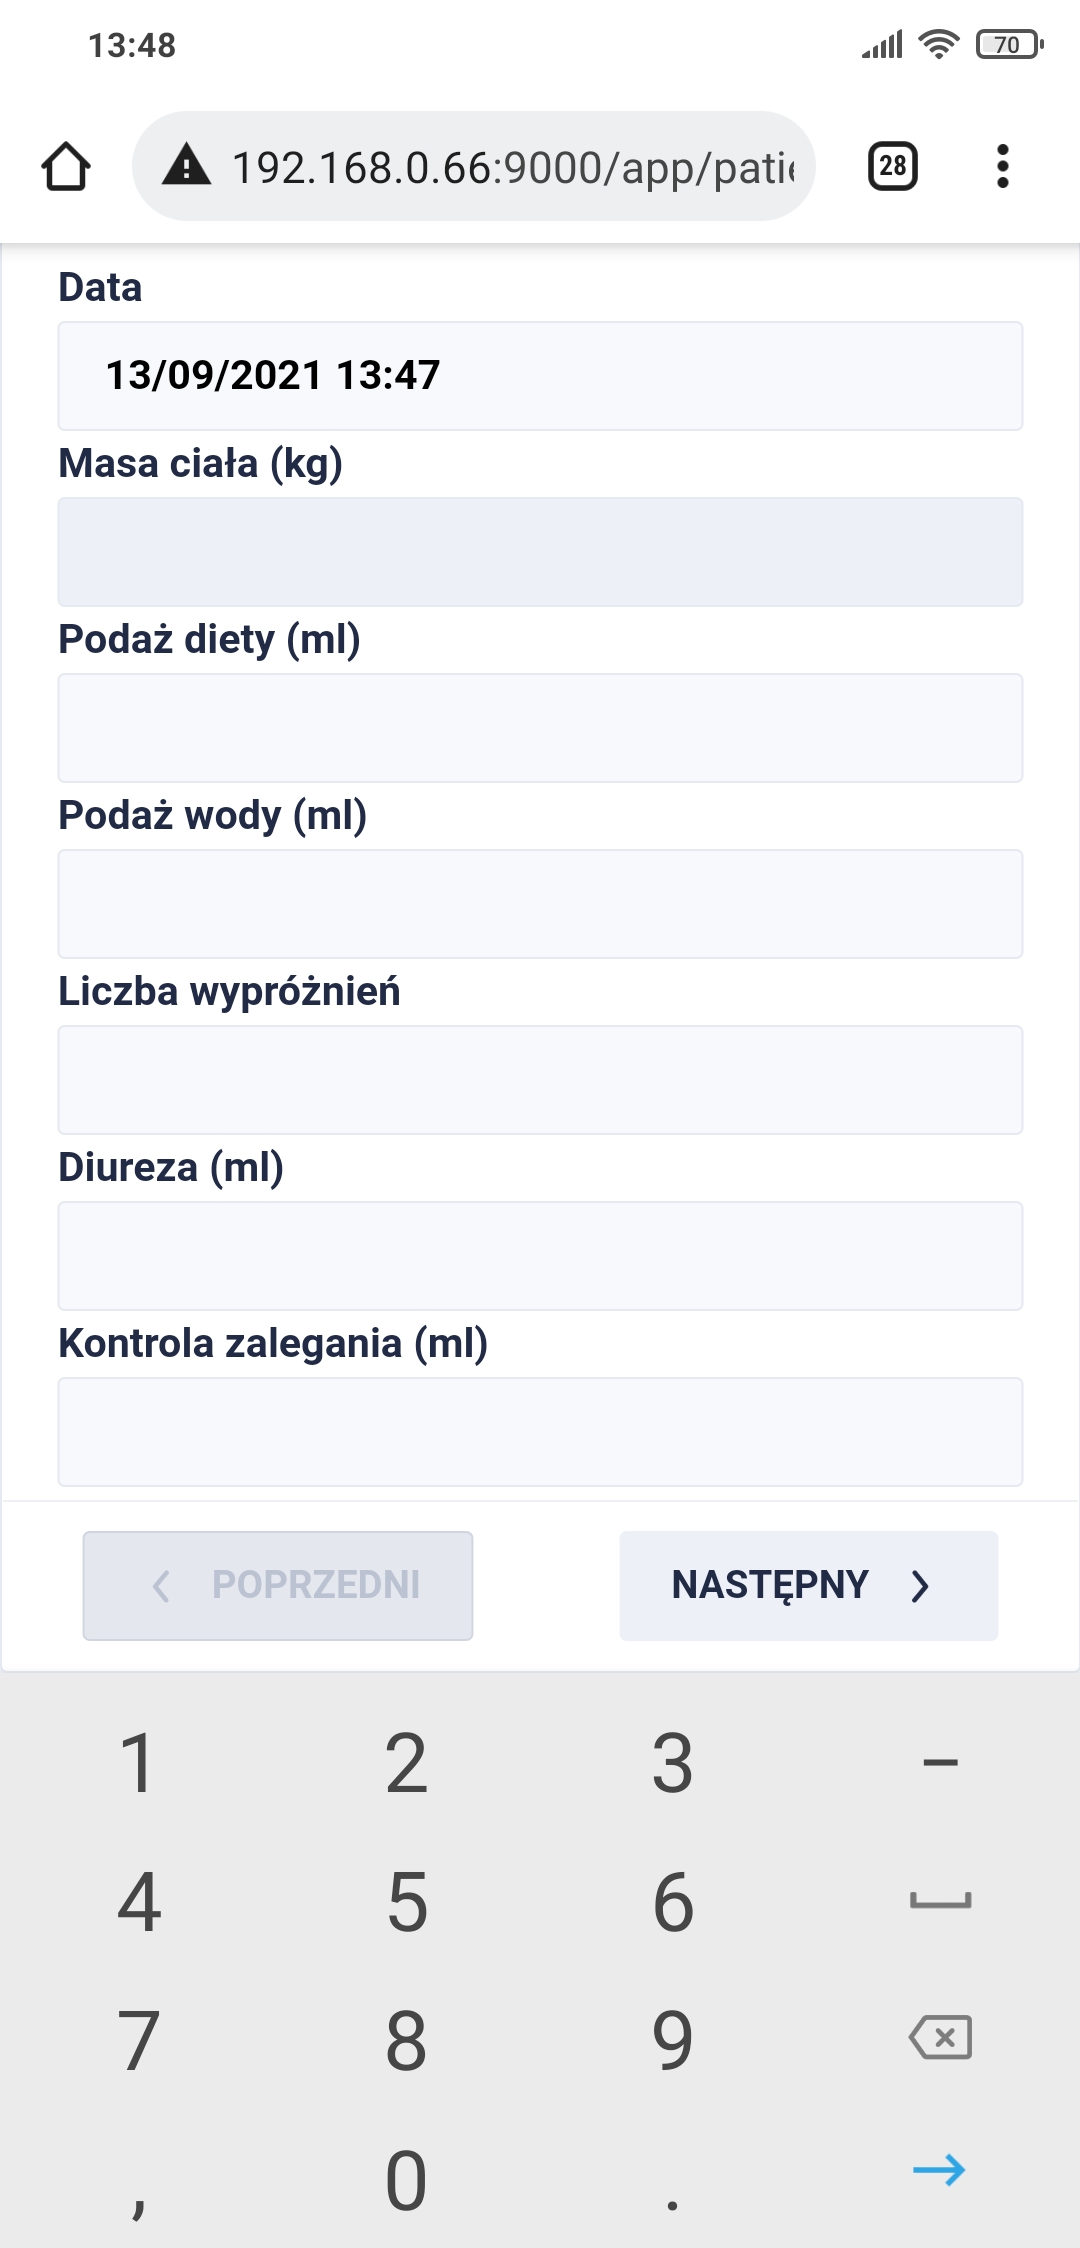 13:48
70
192.168.0.66:9000/app/patie
28
Data
13/09/2021 13:47
Masa ciała (kg)
Podaż diety (ml)
Podaż wody (ml)
Liczba wypróżnień
Diureza (ml)
Kontrola zalegania (ml)
POPRZEDNI
NASTĘPNY
1 2 3 −
4 5 6
7 8 9
, 0 .